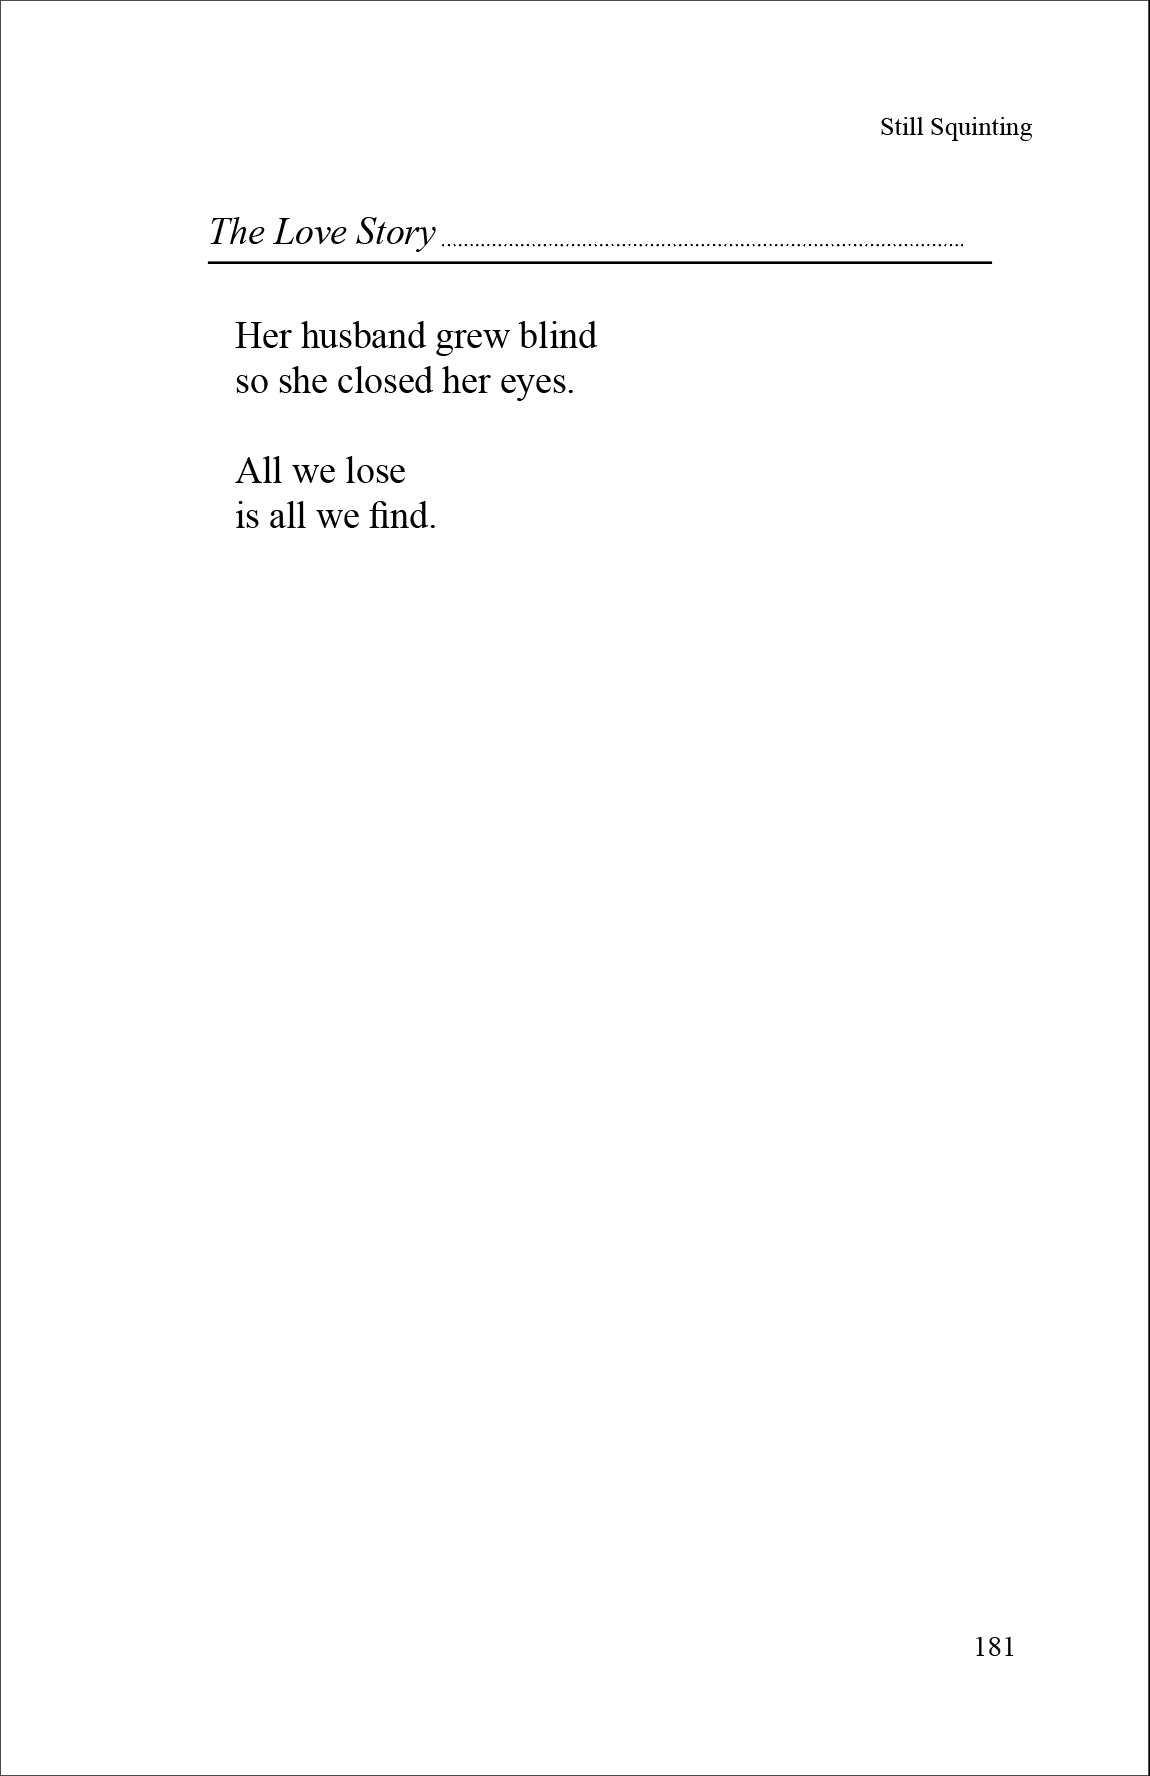 Still Squinting
The Love Story ........................................................................................
Her husband grew blind
so she closed her eyes.
All we lose
is all we find.
181